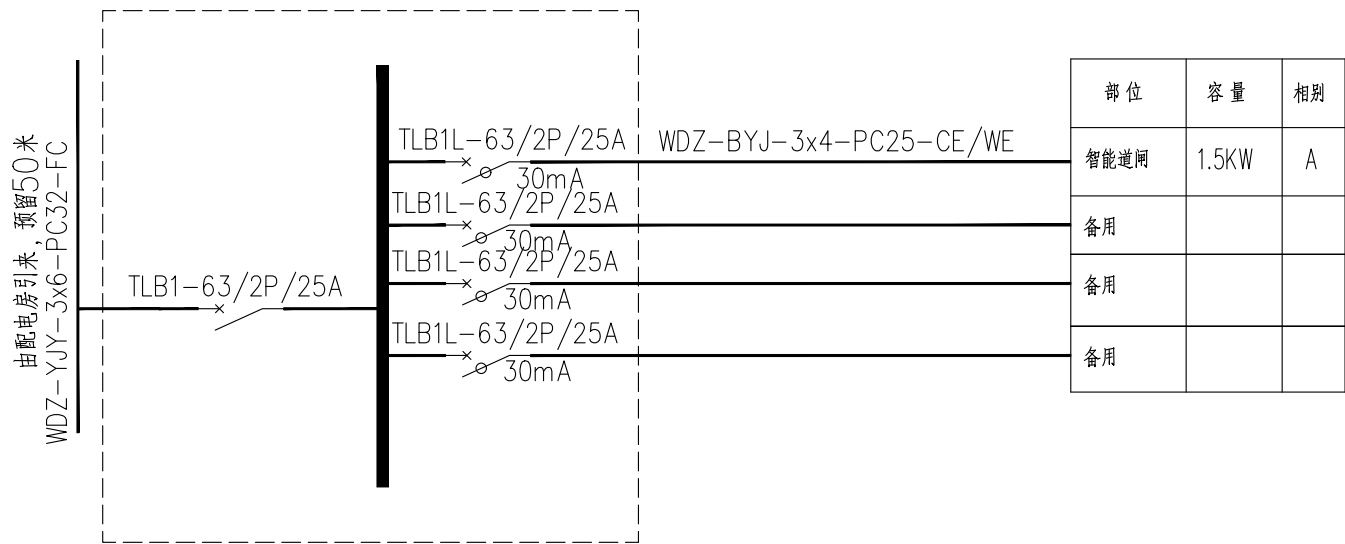 由配电房引来，预留50米
WDZ-YJY-3x6-PC32-FC
TLB1-63/2P/25A
TLB1L-63/2P/25A
30mA
WDZ-BYJ-3x4-PC25-CE/WE
TLB1L-63/2P/25A
30mA
TLB1L-63/2P/25A
30mA
TLB1L-63/2P/25A
30mA
部位 容量 相别
智能道闸 1.5KW A
备用
备用
备用